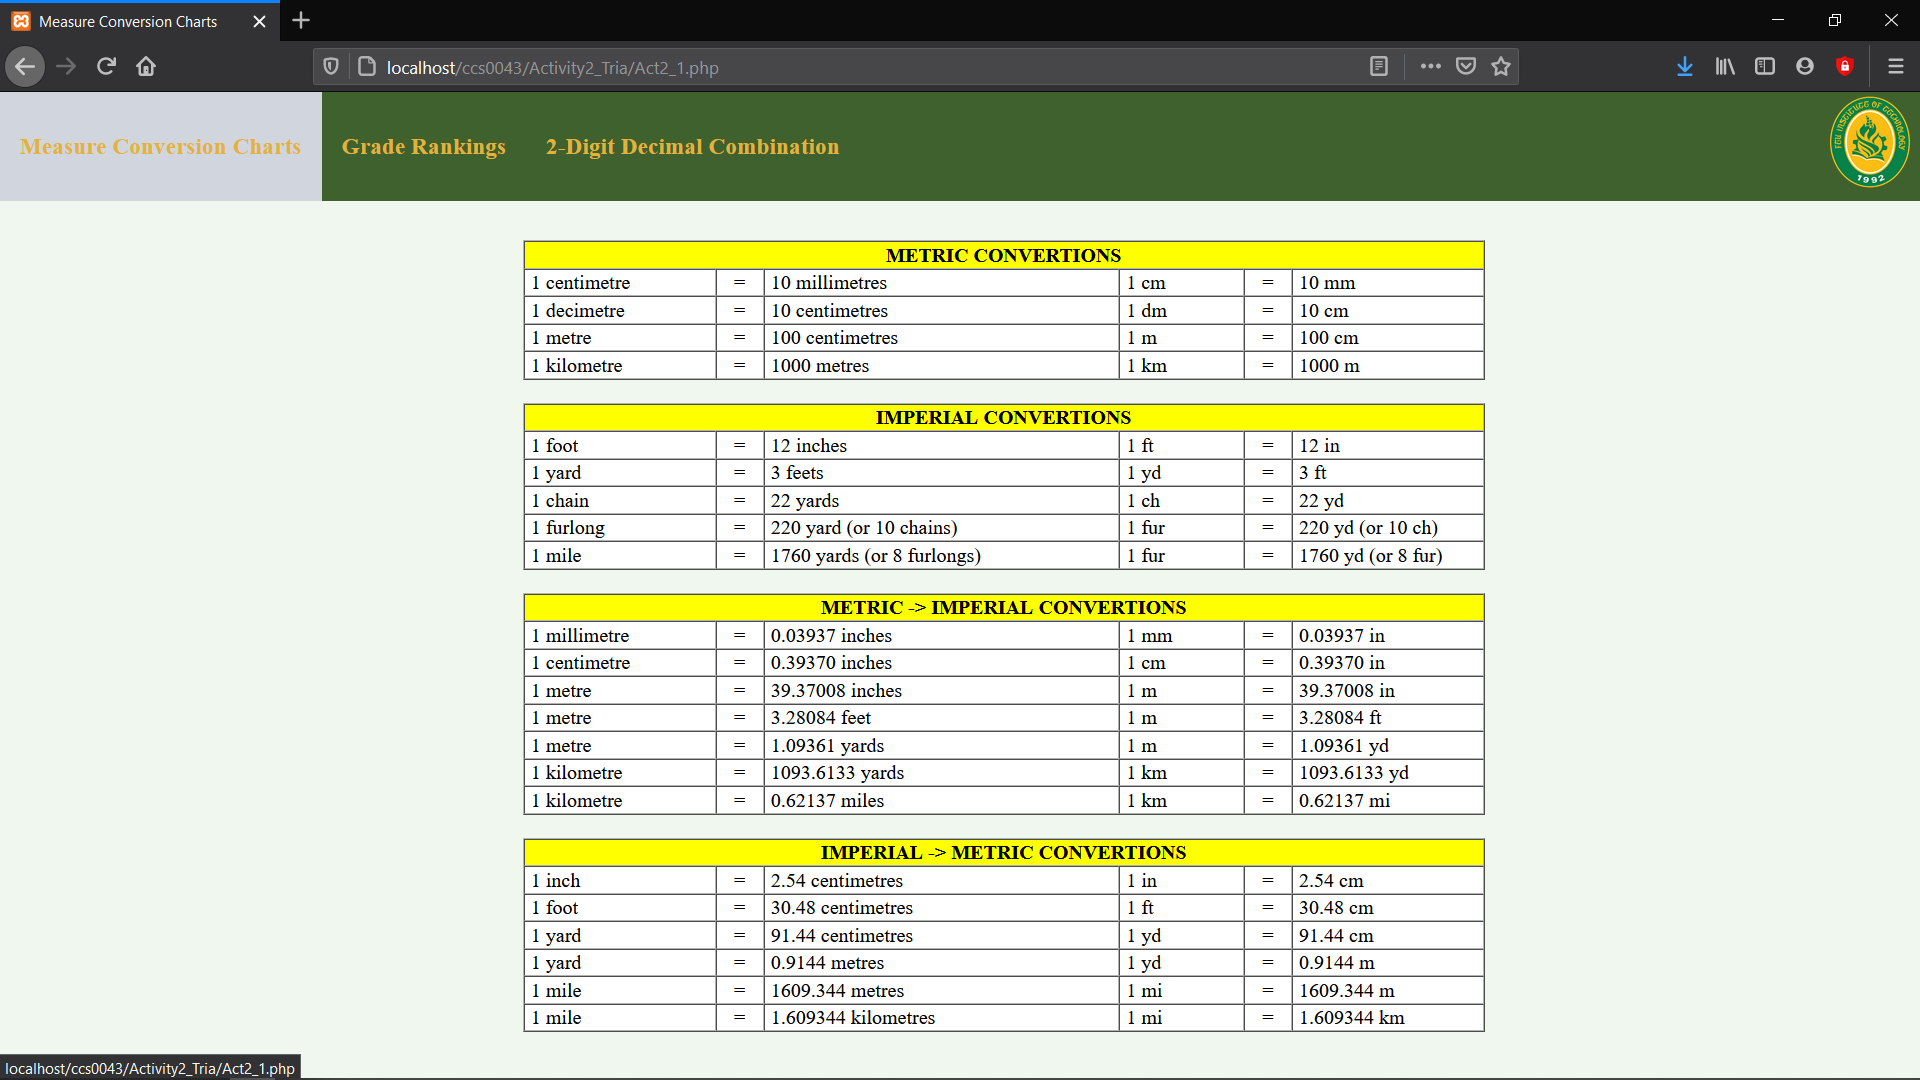 Measure Conversion Charts
localhost/ccs0043/Activity2_Tria/Act2_1.php
Measure Conversion Charts Grade Rankings 2-Digit Decimal Combination
FEU INSTITUTE OF TECHNOLOGY
1992
METRIC CONVERTIONS
1 centimetre = 10 millimetres 1 cm = 10 mm
1 decimetre = 10 centimetres 1 dm = 10 cm
1 metre = 100 centimetres 1 m = 100 cm
1 kilometre = 1000 metres 1 km = 1000 m
IMPERIAL CONVERTIONS
1 foot = 12 inches 1 ft = 12 in
1 yard = 3 feets 1 yd = 3 ft
1 chain = 22 yards 1 ch = 22 yd
1 furlong = 220 yard (or 10 chains) 1 fur = 220 yd (or 10 ch)
1 mile = 1760 yards (or 8 furlongs) 1 fur = 1760 yd (or 8 fur)
METRIC -> IMPERIAL CONVERTIONS
1 millimetre = 0.03937 inches 1 mm = 0.03937 in
1 centimetre = 0.39370 inches 1 cm = 0.39370 in
1 metre = 39.37008 inches 1 m = 39.37008 in
1 metre = 3.28084 feet 1 m = 3.28084 ft
1 metre = 1.09361 yards 1 m = 1.09361 yd
1 kilometre = 1093.6133 yards 1 km = 1093.6133 yd
1 kilometre = 0.62137 miles 1 km = 0.62137 mi
IMPERIAL -> METRIC CONVERTIONS
1 inch = 2.54 centimetres 1 in = 2.54 cm
1 foot = 30.48 centimetres 1 ft = 30.48 cm
1 yard = 91.44 centimetres 1 yd = 91.44 cm
1 yard = 0.9144 metres 1 yd = 0.9144 m
1 mile = 1609.344 metres 1 mi = 1609.344 m
1 mile = 1.609344 kilometres 1 mi = 1.609344 km
localhost/ccs0043/Activity2_Tria/Act2_1.php